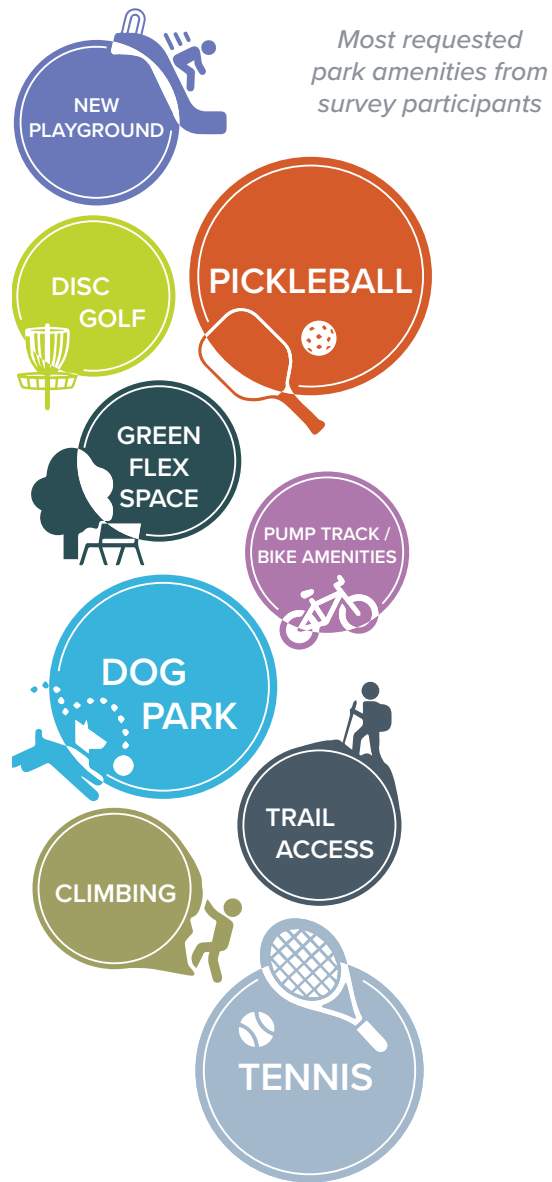 Most requested
park amenities from
survey participants
NEW
PLAYGROUND
PICKLEBALL
DISC
GOLF
GREEN
FLEX
SPACE
PUMP TRACK /
BIKE AMENITIES
DOG
PARK
TRAIL
ACCESS
CLIMBING
TENNIS